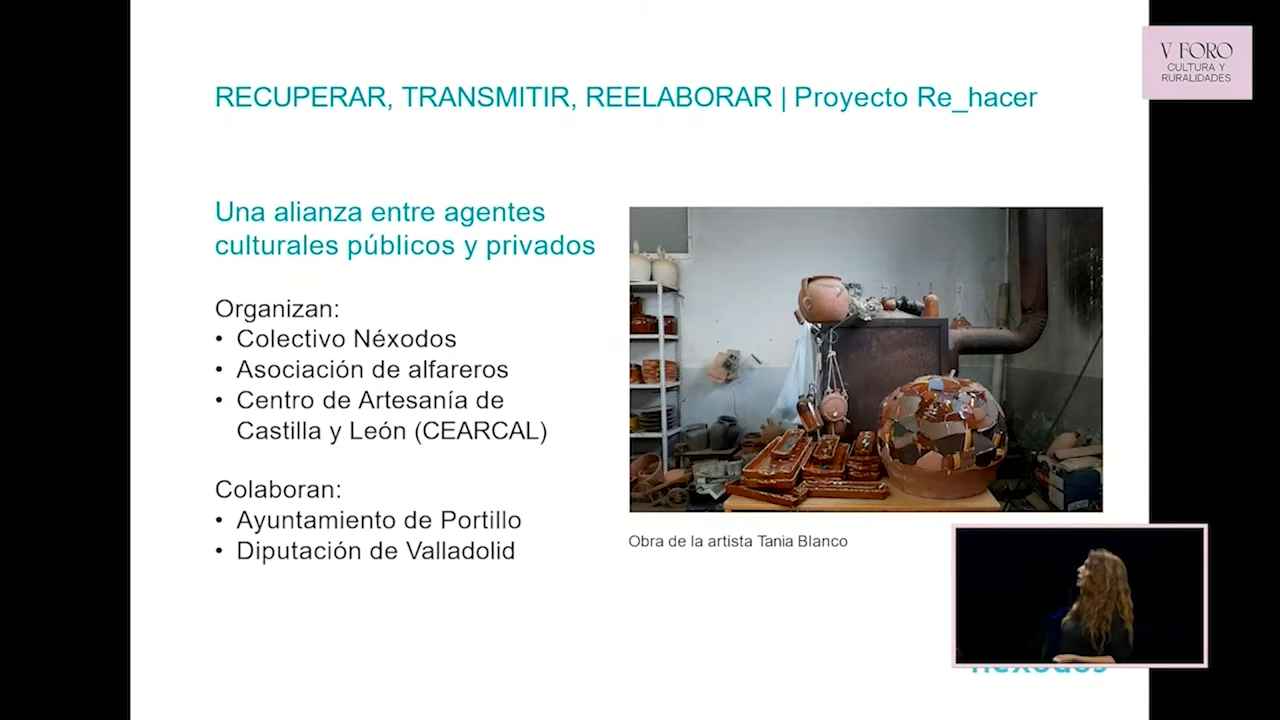 V FORO
CULTURA Y
RURALIDADES
RECUPERAR, TRANSMITIR, REELABORAR | Proyecto Re_hacer
Una alianza entre agentes
culturales públicos y privados
Organizan:
• Colectivo Néxodos
• Asociación de alfareros
• Centro de Artesanía de
Castilla y León (CEARCAL)
Colaboran:
• Ayuntamiento de Portillo
• Diputación de Valladolid
Obra de la artista Tania Blanco
néxodos